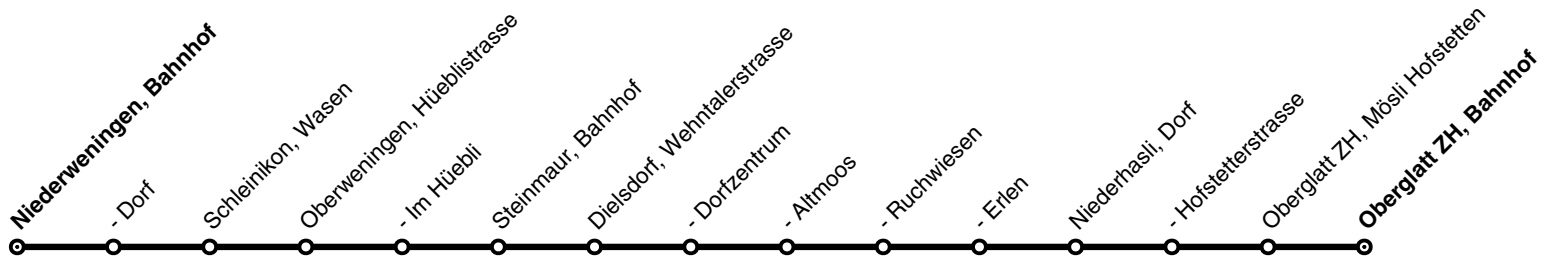 Niederweningen, Bahnhof
- Dorf
Schleinikon, Wasen
Oberweningen, Hüeblistrasse
- Im Hüebli
Steinmaur, Bahnhof
Dielsdorf, Wehntalerstrasse
- Dorfzentrum
- Altmoos
- Ruchwiesen
- Erlen
Niederhasli, Dorf
- Hofstetterstrasse
Oberglatt ZH, Mösli Hofstetten
Oberglatt ZH, Bahnhof